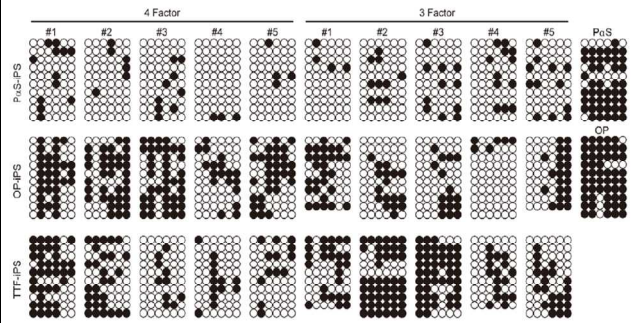 4 Factor 3 Factor
#1 #2 #3 #4 #5 #1 #2 #3 #4 #5 PαS
PαS-iPS
OP
OP-iPS
TTF-iPS